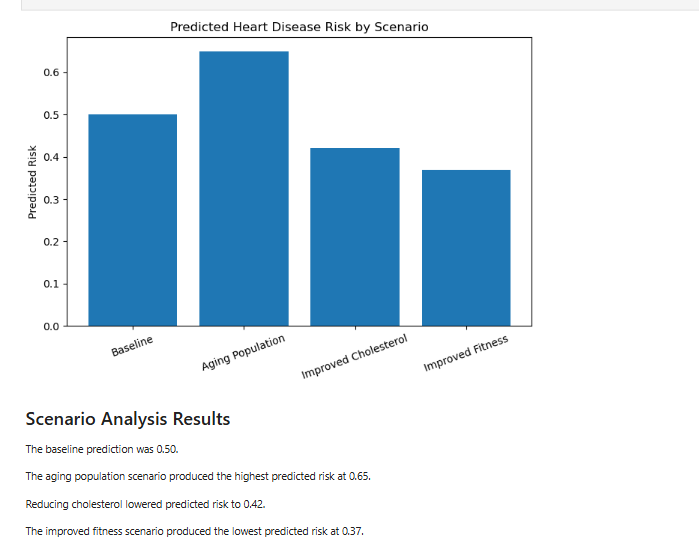 Predicted Heart Disease Risk by Scenario
Predicted Risk
0.6
0.5
0.4
0.3
0.2
0.1
0.0
Baseline
Aging Population
Improved Cholesterol
Improved Fitness
Scenario Analysis Results
The baseline prediction was 0.50.
The aging population scenario produced the highest predicted risk at 0.65.
Reducing cholesterol lowered predicted risk to 0.42.
The improved fitness scenario produced the lowest predicted risk at 0.37.